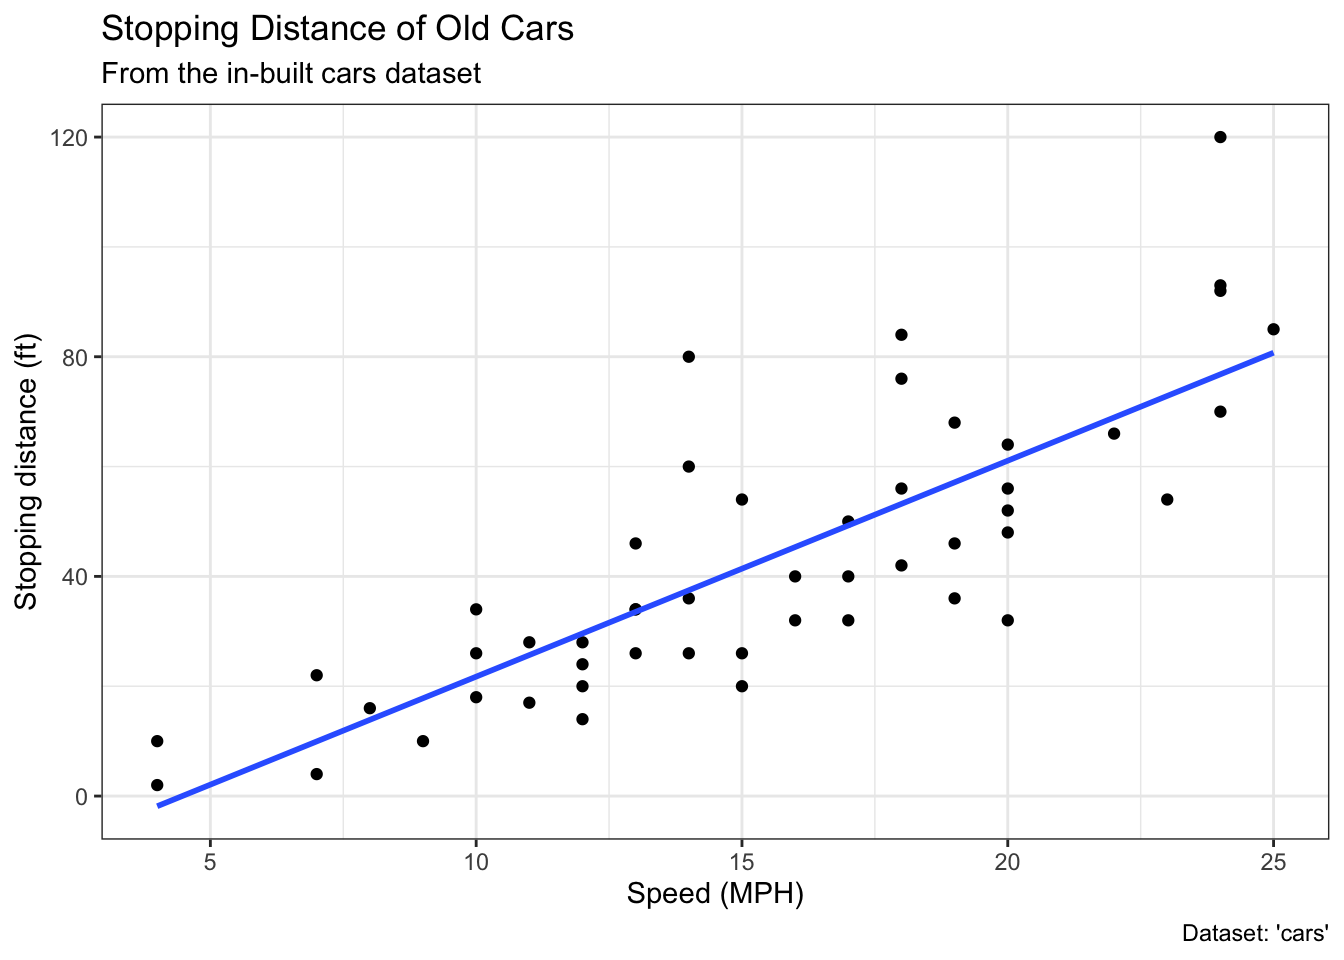 Stopping Distance of Old Cars
From the in-built cars dataset
120
80
40
0
Stopping distance (ft)
5 10 15 20 25
Speed (MPH)
Dataset: 'cars'